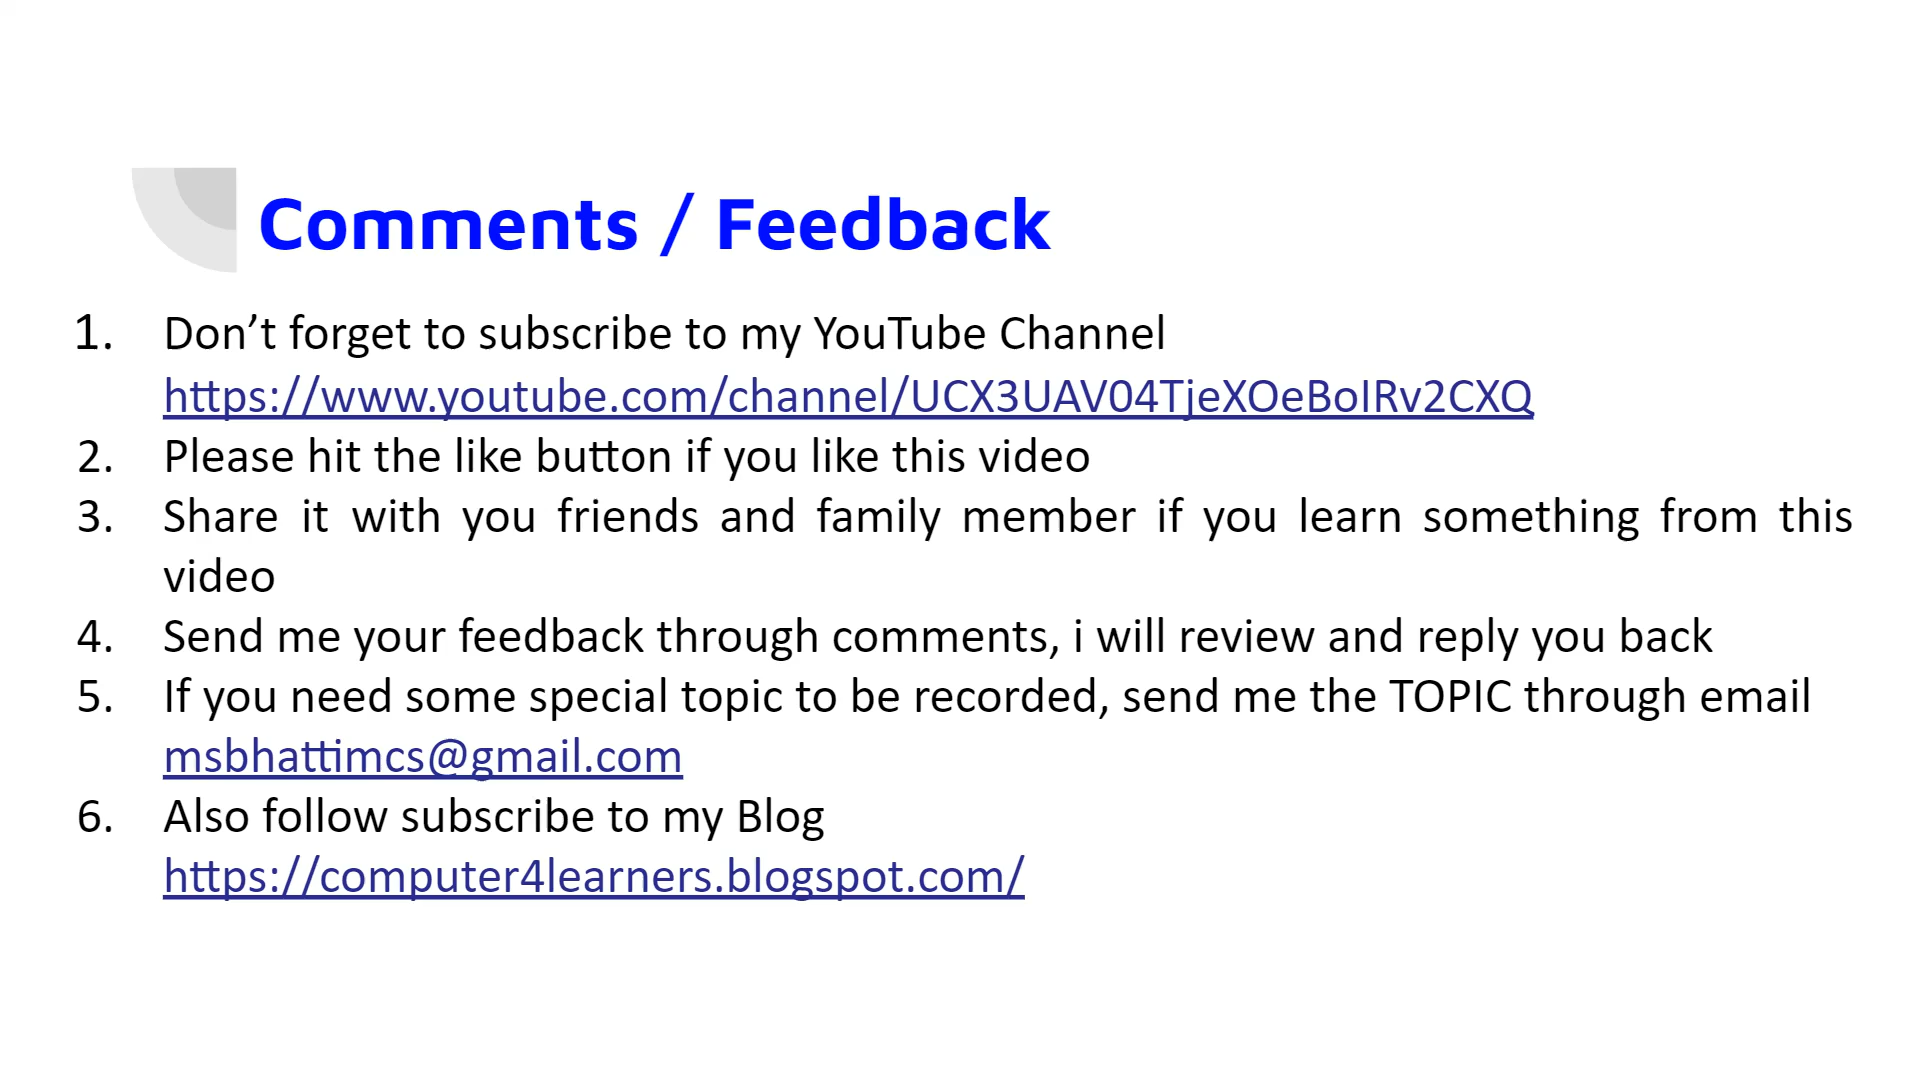 Comments / Feedback
1. Don’t forget to subscribe to my YouTube Channel
https://www.youtube.com/channel/UCX3UAV04TjeXOeBoIRv2CXQ
2. Please hit the like button if you like this video
3. Share it with you friends and family member if you learn something from this
video
4. Send me your feedback through comments, i will review and reply you back
5. If you need some special topic to be recorded, send me the TOPIC through email
msbhattimcs@gmail.com
6. Also follow subscribe to my Blog
https://computer4learners.blogspot.com/